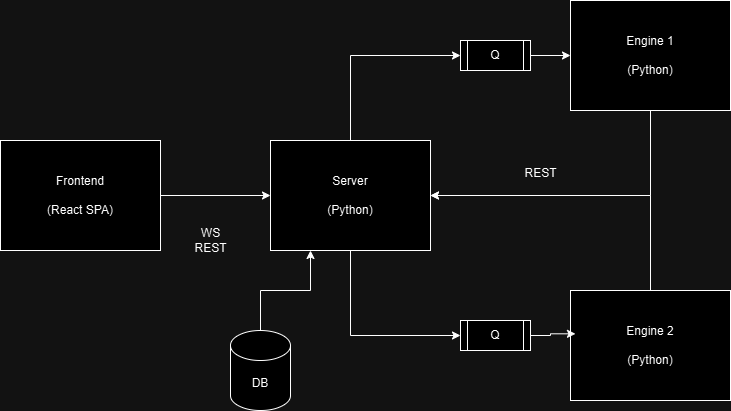 Engine 1
(Python)
Q
Frontend
(React SPA)
Server
(Python)
REST
WS
REST
Q
Engine 2
(Python)
DB